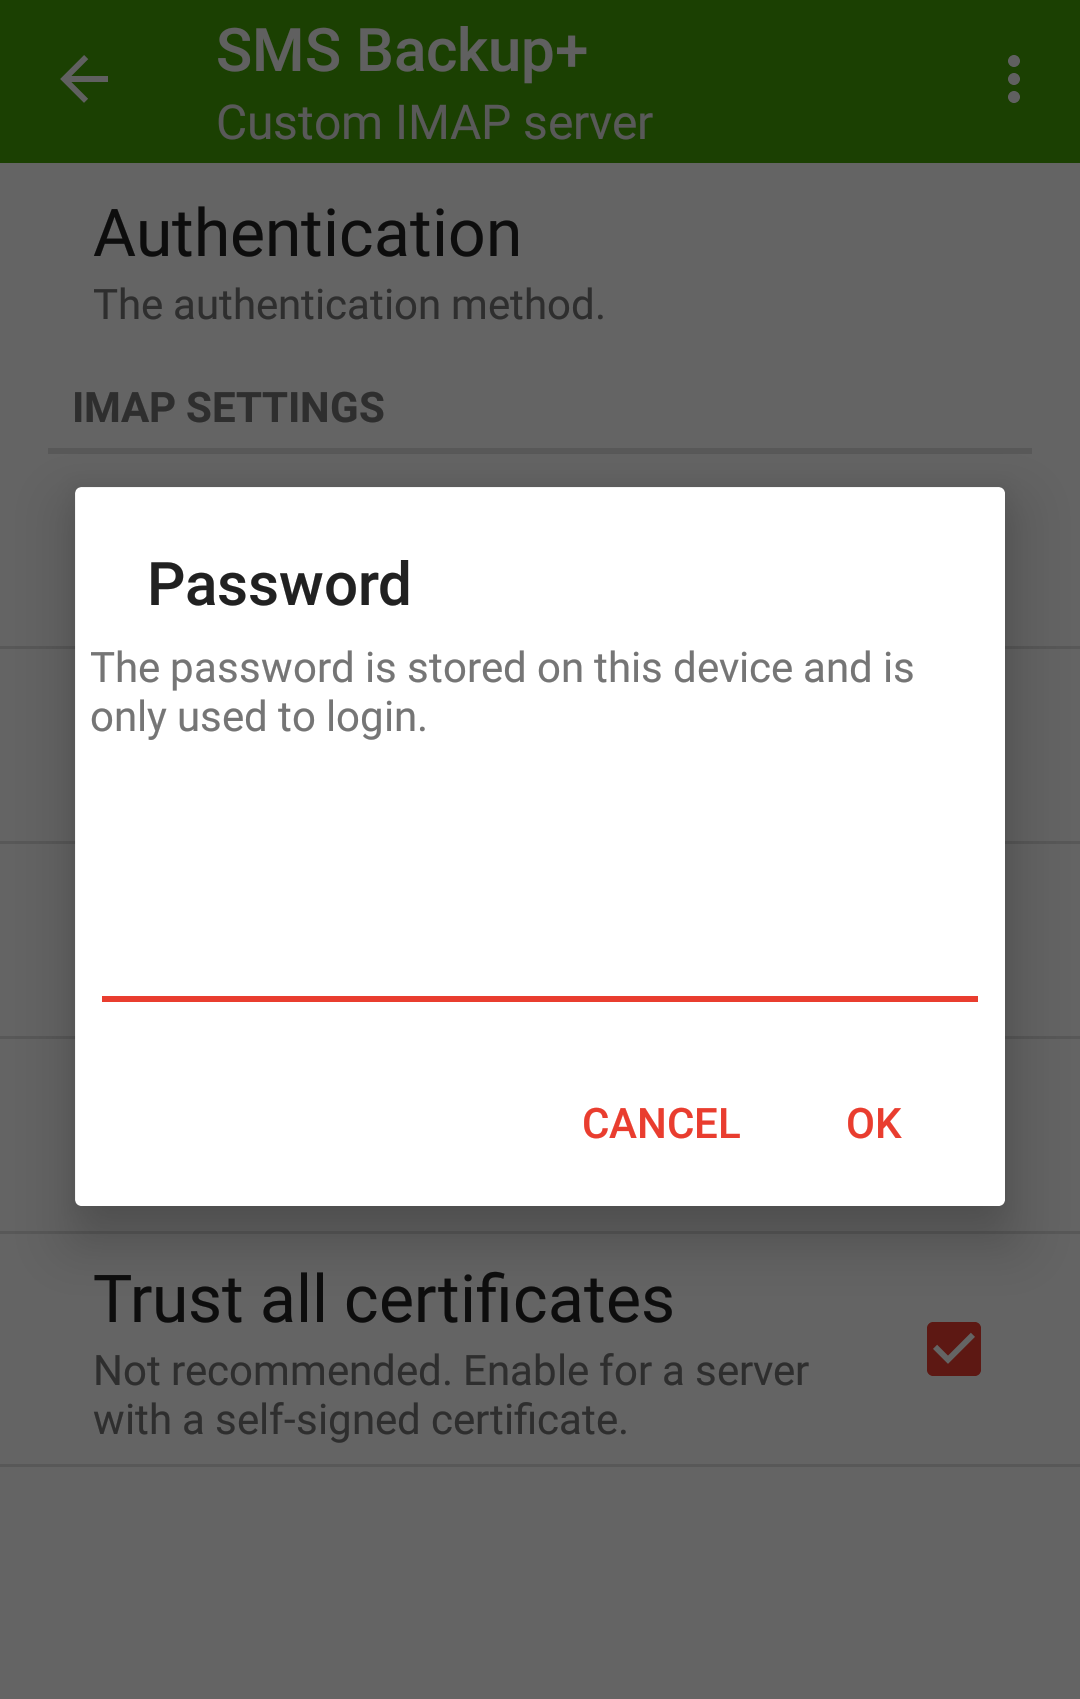 SMS Backup+
Custom IMAP server
Authentication
The authentication method.
IMAP SETTINGS
Password
The password is stored on this device and is
only used to login.
CANCEL OK
Trust all certificates
Not recommended. Enable for a server
with a self-signed certificate.